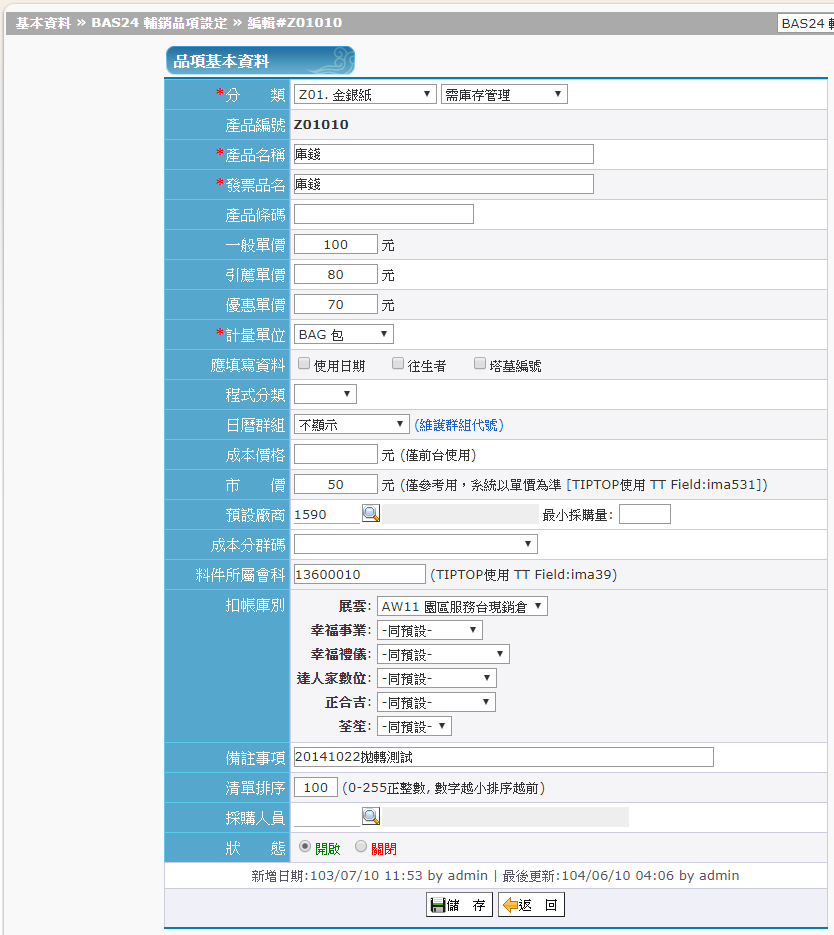 基本資料 » BAS24 輔銷品項設定 » 編輯#Z01010
BAS24
品項基本資料
*分　　類 Z01. 金銀紙 需庫存管理
產品編號 Z01010
*產品名稱 庫錢
*發票品名 庫錢
產品條碼
一般單價 100 元
引薦單價 80 元
優惠單價 70 元
*計量單位 BAG 包
應填寫資料 使用日期 往生者 塔墓編號
程式分類
日曆群組 不顯示 (維護群組代號)
成本價格 元 (僅前台使用)
市　　價 50 元 (僅參考用，系統以單價為準 [TIPTOP使用 TT Field:ima531])
預設廠商 1590 最小採購量:
成本分群碼
料件所屬會科 13600010 (TIPTOP使用 TT Field:ima39)
扣帳庫別 展雲: AW11 園區服務台現銷倉
幸福事業: -同預設-
幸福禮儀: -同預設-
達人家數位: -同預設-
正合吉: -同預設-
荃笙: -同預設-
備註事項 20141022拋轉測試
清單排序 100 (0-255正整數, 數字越小排序越前)
採購人員
狀　　態 開啟 關閉
新增日期:103/07/10 11:53 by admin | 最後更新:104/06/10 04:06 by admin
儲　存 返　回